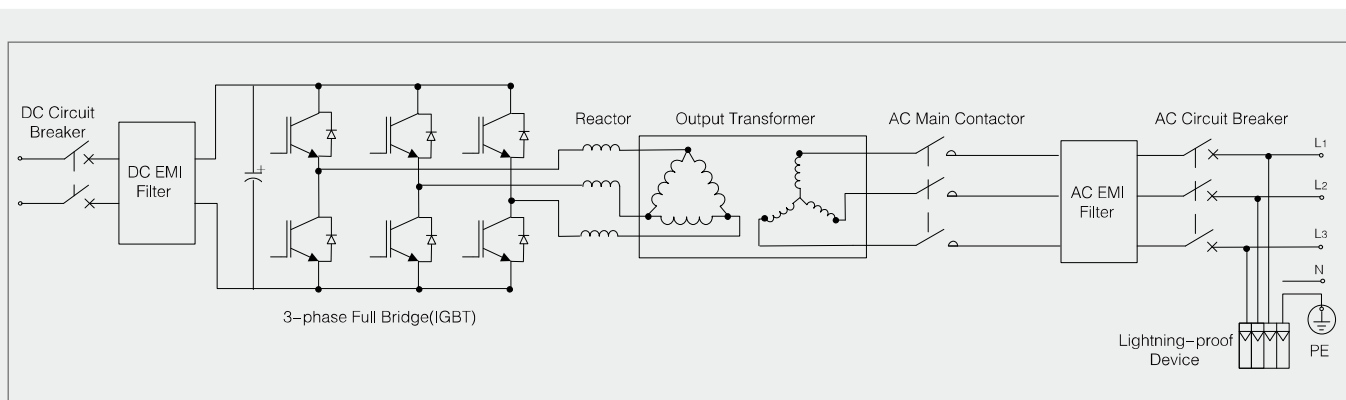 DC Circuit
Breaker
DC EMI
Filter
+
3-phase Full Bridge(IGBT)
Reactor
Output Transformer
AC Main Contactor
AC EMI
Filter
AC Circuit Breaker
L1
L2
L3
N
Lightning-proof
Device
PE